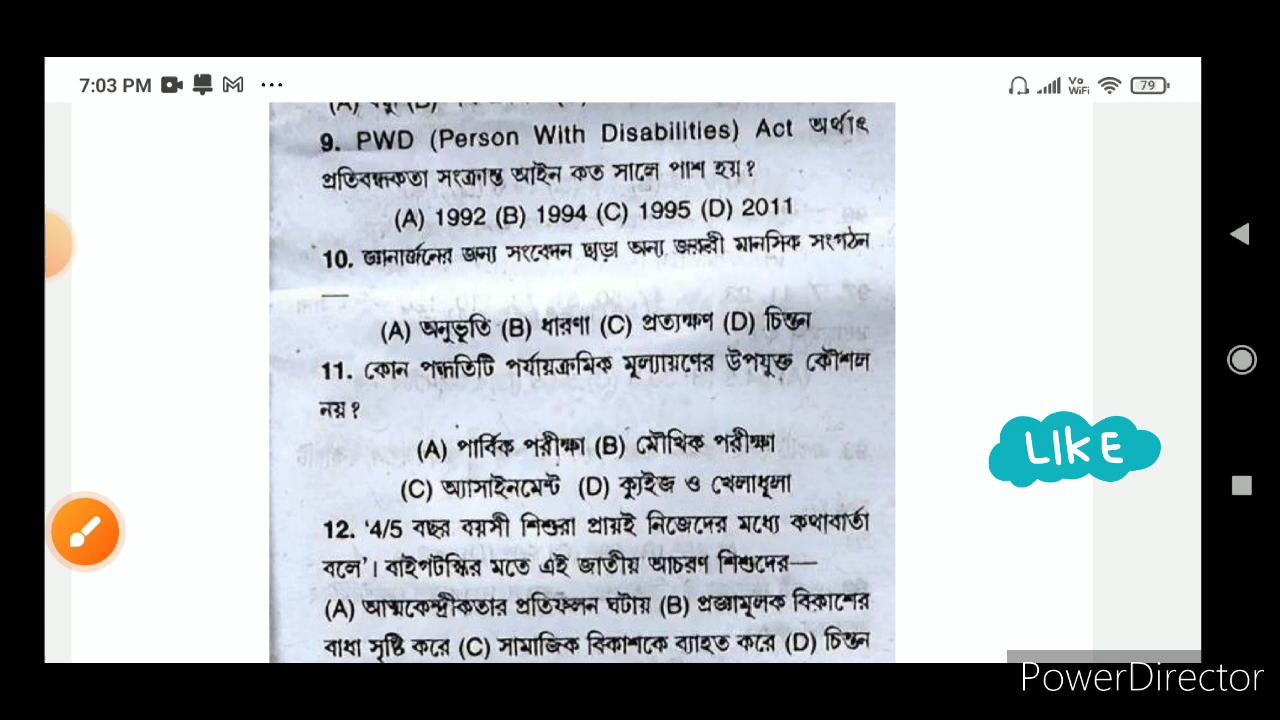 7:03 PM
Vo WiFi 79
9. PWD (Person With Disabilities) Act অর্থাৎ
প্রতিবন্ধকতা সংক্রান্ত আইন কত সালে পাশ হয়?
(A) 1992 (B) 1994 (C) 1995 (D) 2011
10. জ্ঞানার্জনের জন্য সংবেদন ছাড়া অন্য জরুরী মানসিক সংগঠন
—
(A) অনুভূতি (B) ধারণা (C) প্রত্যক্ষণ (D) চিন্তন
11. কোন পদ্ধতিটি পর্যায়ক্রমিক মূল্যায়ণের উপযুক্ত কৌশল
নয়?
(A) পার্বিক পরীক্ষা (B) মৌখিক পরীক্ষা
(C) অ্যাসাইনমেন্ট (D) ক্যুইজ ও খেলাধূলা
LIKE
12. '4/5 বছর বয়সী শিশুরা প্রায়ই নিজেদের মধ্যে কথাবার্তা
বলে'। বাইগটস্কির মতে এই জাতীয় আচরণ শিশুদের—
(A) আত্মকেন্দ্রীকতার প্রতিফলন ঘটায় (B) প্রজ্ঞামূলক বিকাশের
বাধা সৃষ্টি করে (C) সামাজিক বিকাশকে ব্যাহত করে (D) চিন্তন
PowerDirector